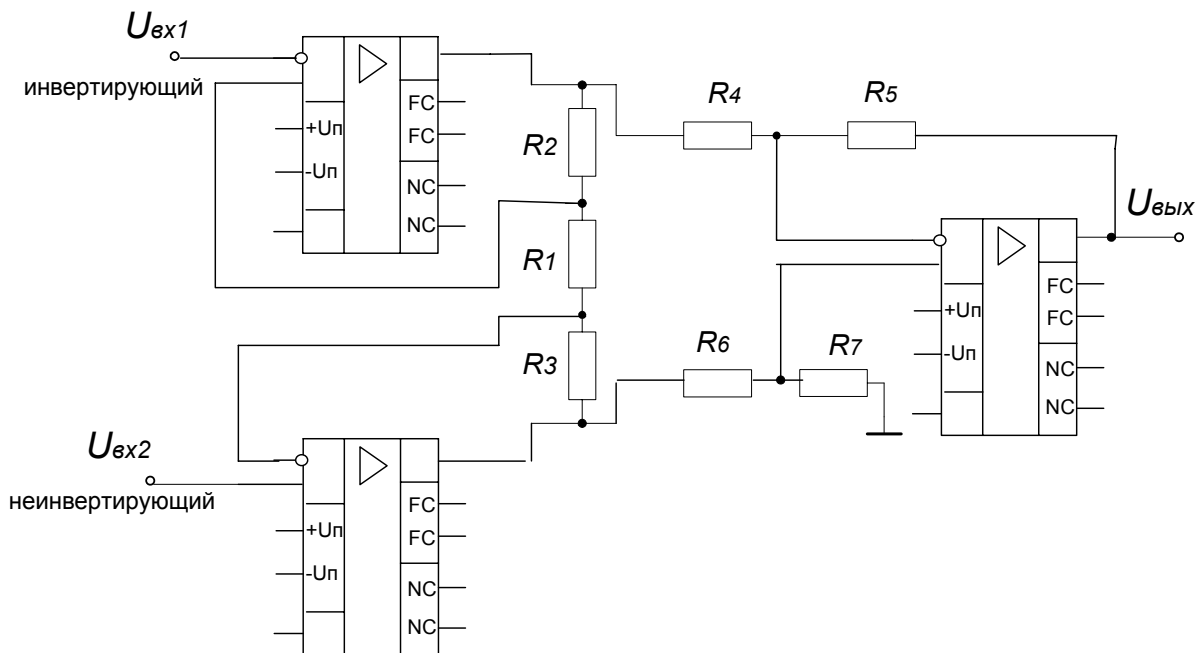 Uвх1
инвертирующий
+Uп
-Uп
FC
FC
NC
NC
R2
R1
R3
R4
R5
R6
R7
Uвых
+Uп
-Uп
FC
FC
NC
NC
Uвх2
неинвертирующий
+Uп
-Uп
FC
FC
NC
NC